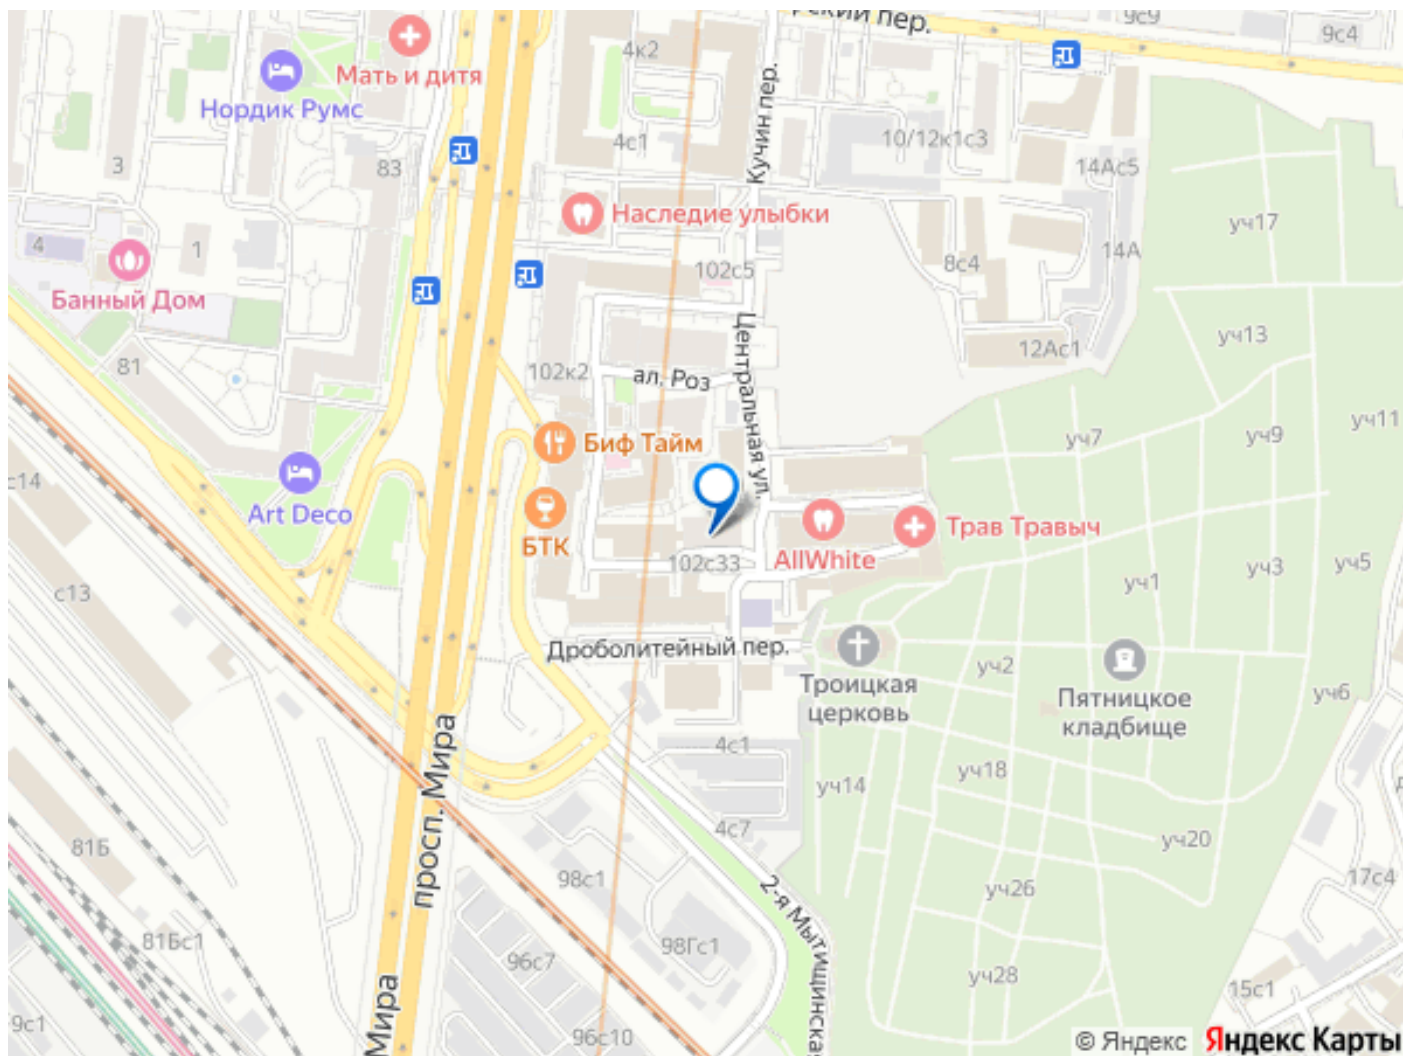 рский пер.
9с9
9с4
Мать и дитя
4к2
Нордик Румс
Кучин пер.
4с1
10/12к1с3
3
83
14Ас5
Наследие улыбки
уч17
4
1
102с5
8с4
14А
Банный Дом
Центральная ул.
уч13
12Ас1
81
102к2
ал. Роз
уч11
уч7
уч9
Биф Тайм
с14
Art Deco
БТК
AllWhite
Трав Травыч
102с33
с13
уч1
уч3
уч5
Дроболитейный пер.
Троицкая
церковь
уч2
Пятницкое
кладбище
уч6
просп. Мира
4с1
уч14
уч18
4с7
81Б
уч20
98с1
2-я Мытищинская
уч26
17с4
81Бс1
98Гс1
96с7
уч28
15с1
9с1
Мира
96с10
© Яндекс
Яндекс Карты